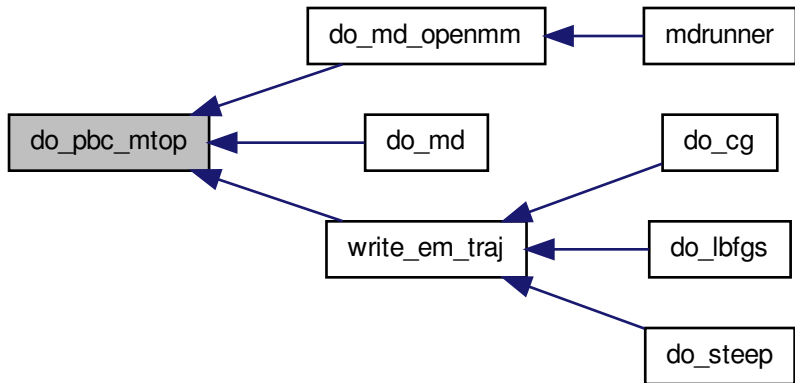 do_md_openmm
mdrunner
do_pbc_mtop
do_md
do_cg
write_em_traj
do_lbfgs
do_steep